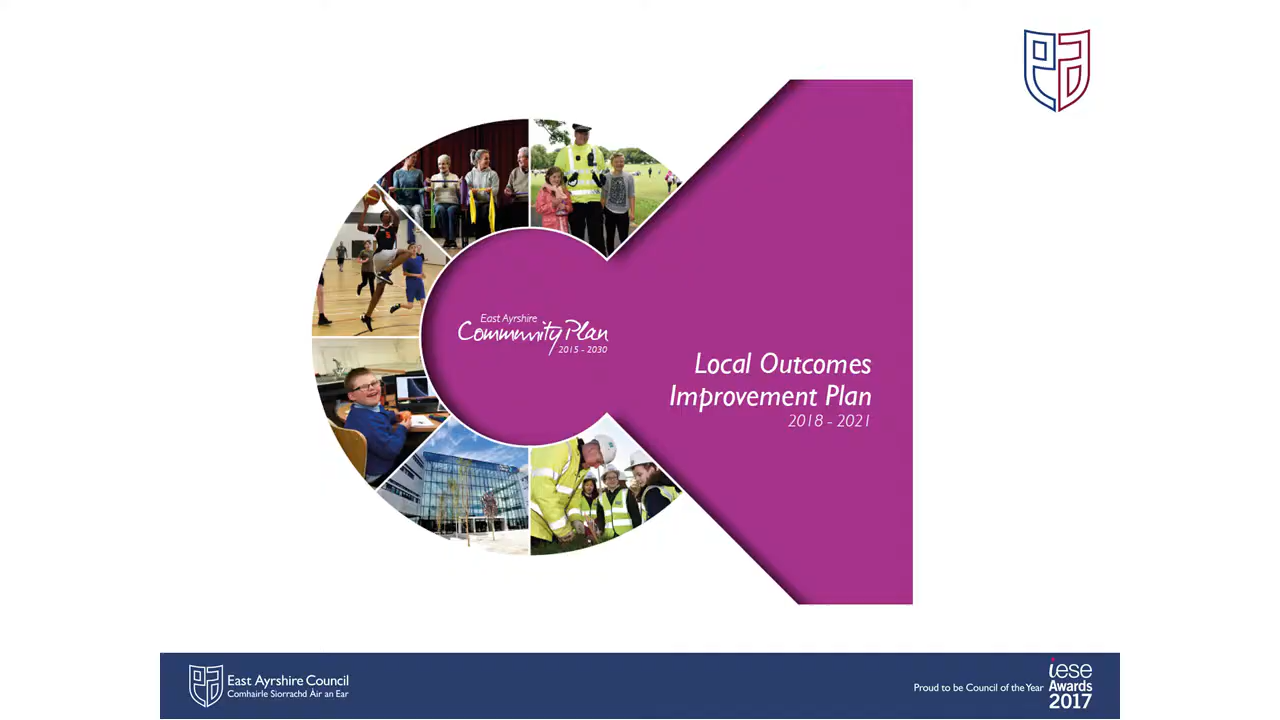 East Ayrshire
Community Plan
2015 - 2030
Local Outcomes
Improvement Plan
2018 - 2021
East Ayrshire Council
Comhairle Siorrachd Àir an Ear
Proud to be Council of the Year
iese
Awards
2017